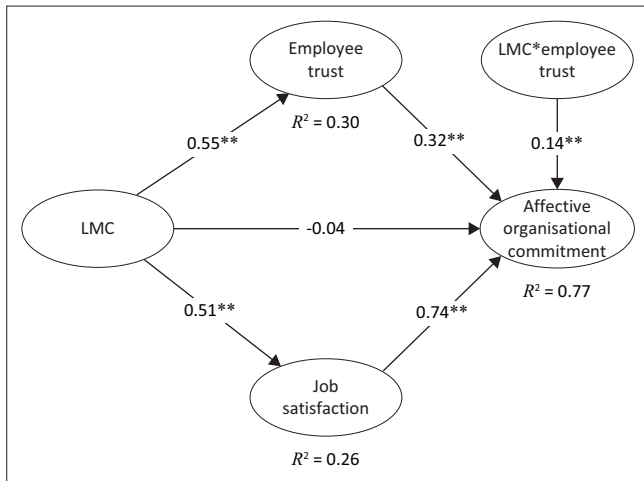 Employee
trust
R² = 0.30
LMC*employee
trust
0.55**
0.32**
0.14**
LMC
-0.04
Affective
organisational
commitment
R² = 0.77
0.51**
0.74**
Job
satisfaction
R² = 0.26